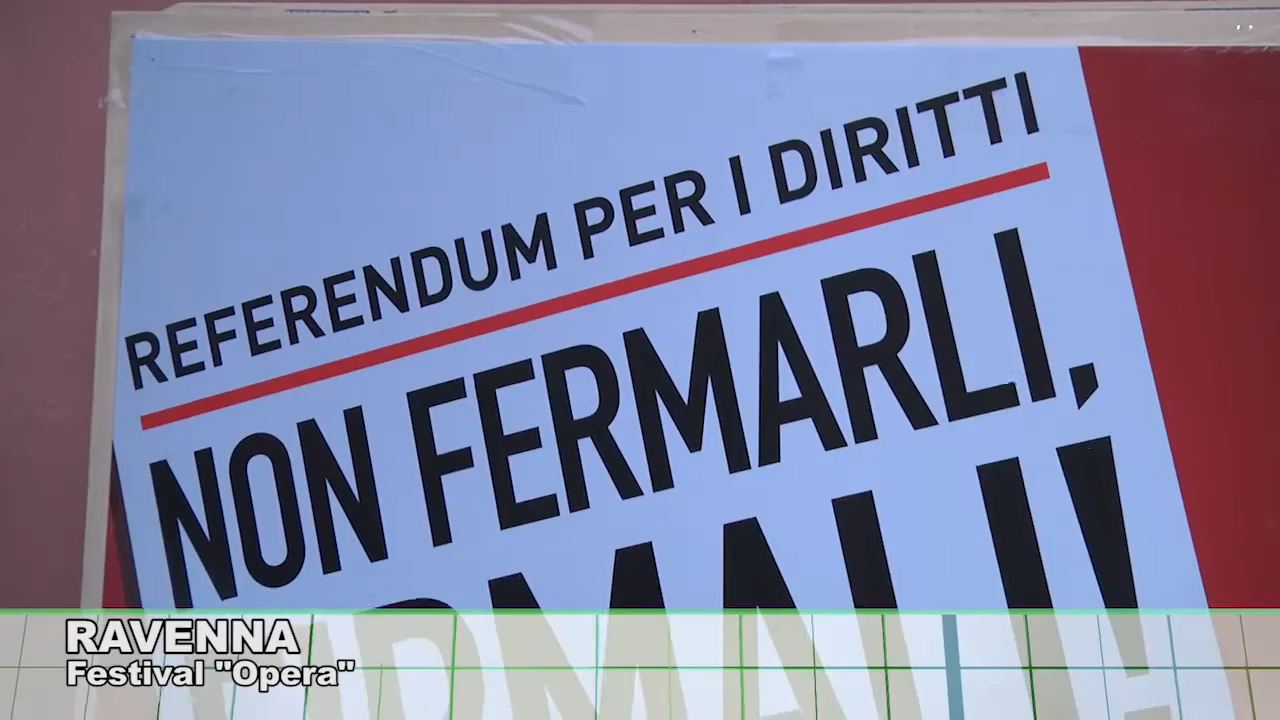 REFERENDUM PER I DIRITTI
NON FERMARLI,
RAVENNA
Festival "Opera"